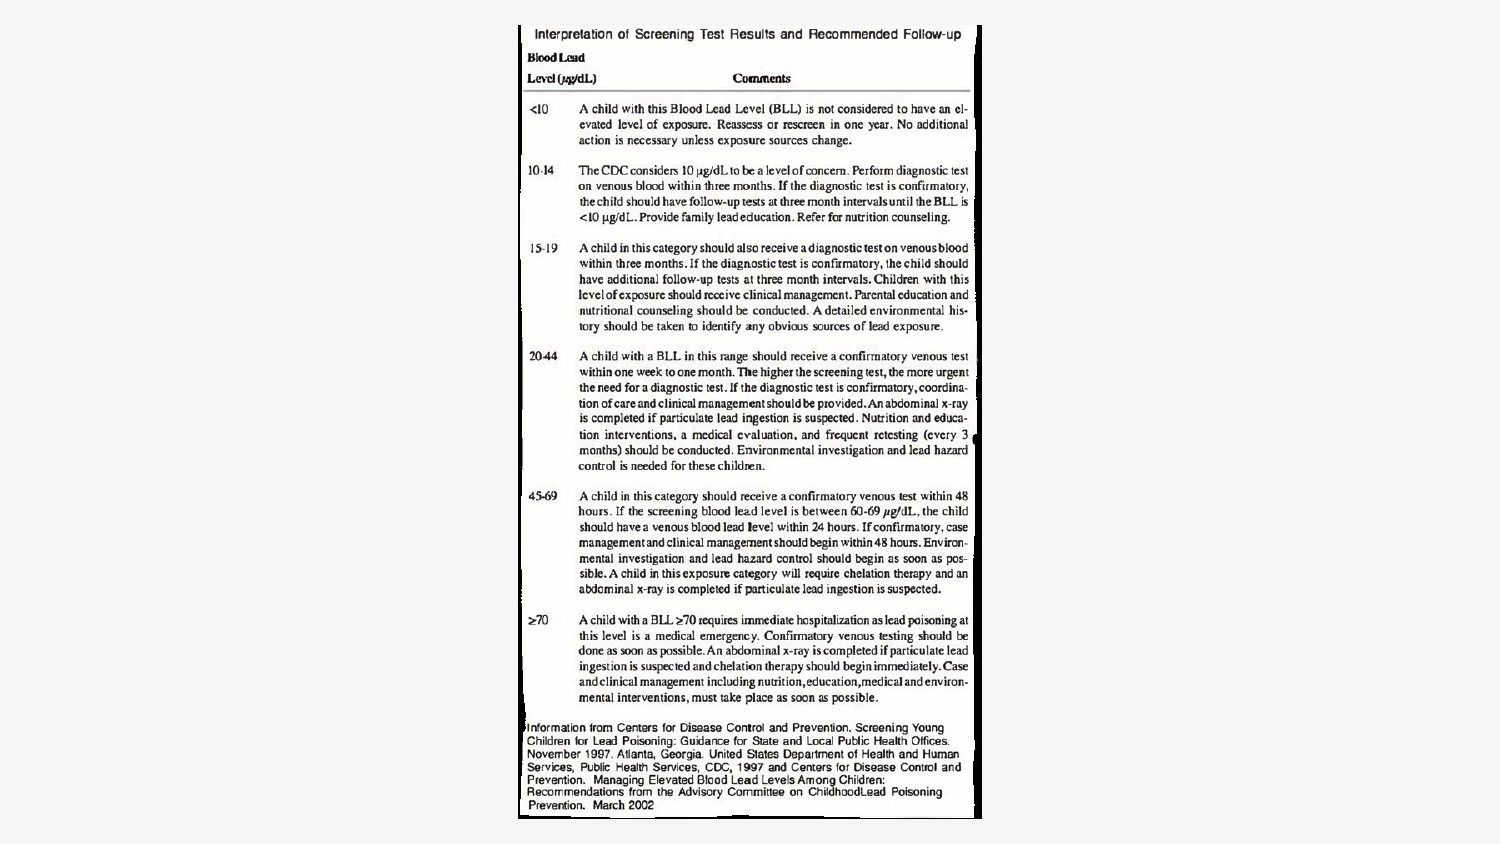 Interpretation of Screening Test Results and Recommended Follow-up
Blood Lead
Level (µg/dL) Comments
<10 A child with this Blood Lead Level (BLL) is not considered to have an el-
evated level of exposure. Reassess or rescreen in one year. No additional
action is necessary unless exposure sources change.
10-14 The CDC considers 10 µg/dL to be a level of concern. Perform diagnostic test
on venous blood within three months. If the diagnostic test is confirmatory,
the child should have follow-up tests at three month intervals until the BLL is
<10 µg/dL. Provide family lead education. Refer for nutrition counseling.
15-19 A child in this category should also receive a diagnostic test on venous blood
within three months. If the diagnostic test is confirmatory, the child should
have additional follow-up tests at three month intervals. Children with this
level of exposure should receive clinical management. Parental education and
nutritional counseling should be conducted. A detailed environmental his-
tory should be taken to identify any obvious sources of lead exposure.
20-44 A child with a BLL in this range should receive a confirmatory venous test
within one week to one month. The higher the screening test, the more urgent
the need for a diagnostic test. If the diagnostic test is confirmatory, coordina-
tion of care and clinical management should be provided. An abdominal x-ray
is completed if particulate lead ingestion is suspected. Nutrition and educa-
tion interventions, a medical evaluation, and frequent retesting (every 3
months) should be conducted. Environmental investigation and lead hazard
control is needed for these children.
45-69 A child in this category should receive a confirmatory venous test within 48
hours. If the screening blood lead level is between 60-69 µg/dL, the child
should have a venous blood lead level within 24 hours. If confirmatory, case
management and clinical management should begin within 48 hours. Environ-
mental investigation and lead hazard control should begin as soon as pos-
sible. A child in this exposure category will require chelation therapy and an
abdominal x-ray is completed if particulate lead ingestion is suspected.
≥70 A child with a BLL ≥70 requires immediate hospitalization as lead poisoning at
this level is a medical emergency. Confirmatory venous testing should be
done as soon as possible. An abdominal x-ray is completed if particulate lead
ingestion is suspected and chelation therapy should begin immediately. Case
and clinical management including nutrition, education, medical and environ-
mental interventions, must take place as soon as possible.
Information from Centers for Disease Control and Prevention. Screening Young
Children for Lead Poisoning: Guidance for State and Local Public Health Offices.
November 1997. Atlanta, Georgia. United States Department of Health and Human
Services, Public Health Services, CDC, 1997 and Centers for Disease Control and
Prevention. Managing Elevated Blood Lead Levels Among Children:
Recommendations from the Advisory Committee on ChildhoodLead Poisoning
Prevention. March 2002